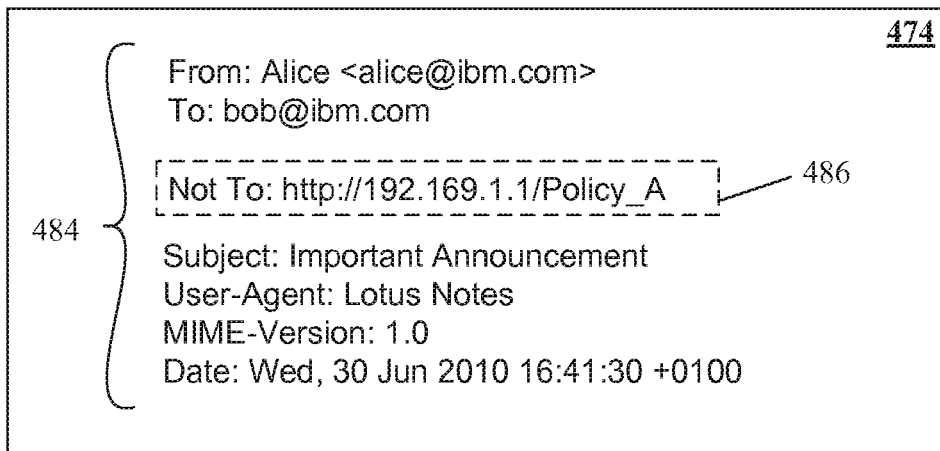 474
From: Alice <alice@ibm.com>
To: bob@ibm.com
Not To: http://192.169.1.1/Policy_A
486
484
Subject: Important Announcement
User-Agent: Lotus Notes
MIME-Version: 1.0
Date: Wed, 30 Jun 2010 16:41:30 +0100